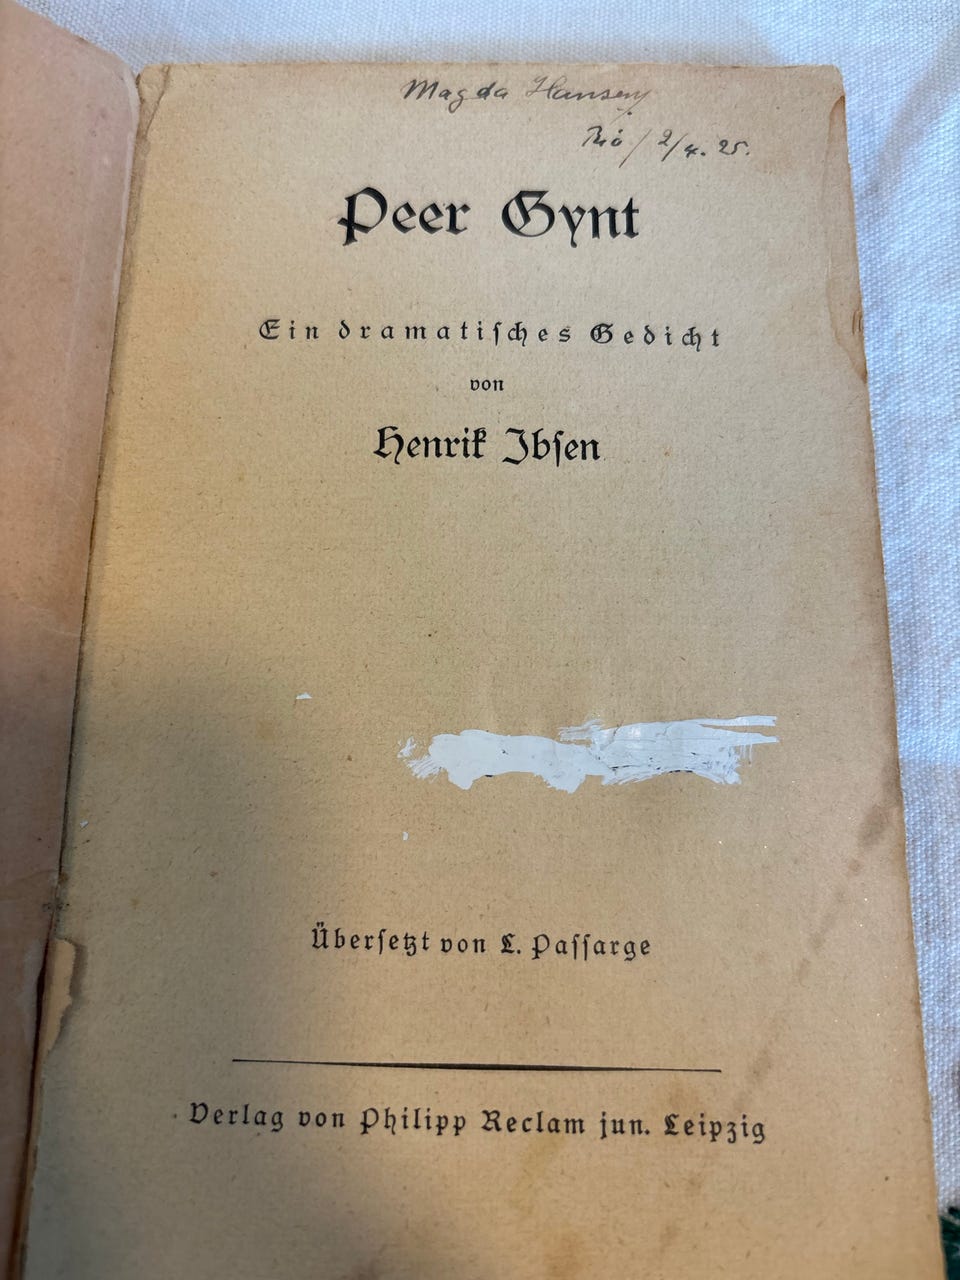 Magda Hansen
Rio / 2/4. 25.
Peer Gynt
Ein dramatiſches Gedicht
von
Henrik Ibſen
Überſetzt von L. Paſſarge
Verlag von Philipp Reclam jun. Leipzig